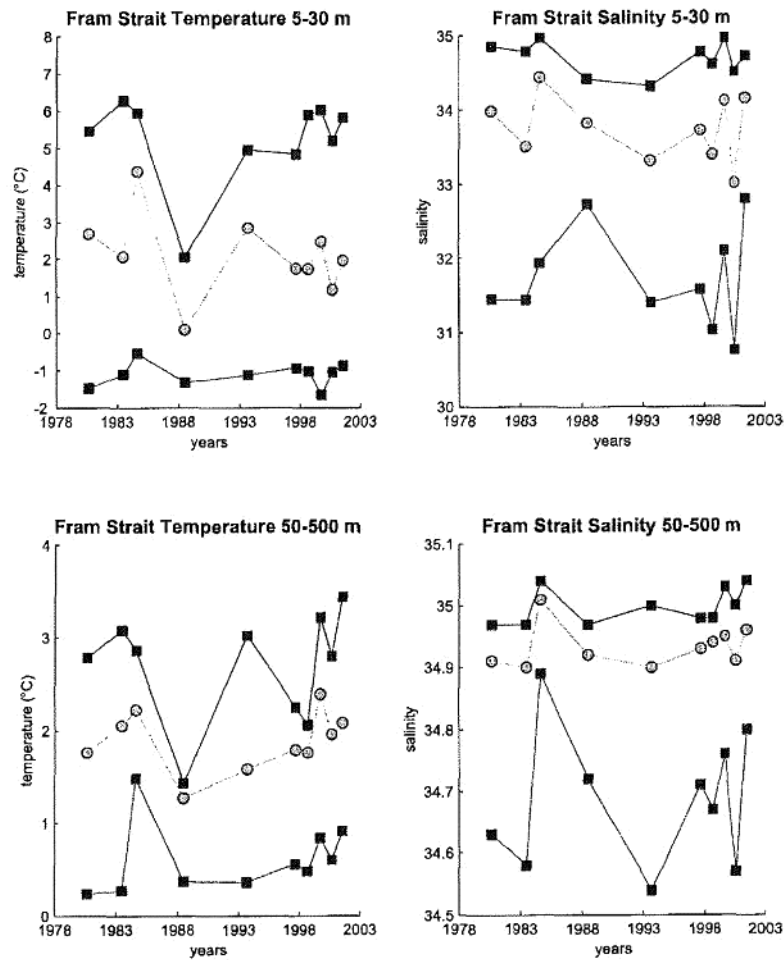 Fram Strait Temperature 5-30 m
8
7
6
5
4
3
2
1
0
-1
-2
temperature (°C)
1978 1983 1988 1993 1998 2003
years
Fram Strait Salinity 5-30 m
35
34
33
32
31
30
salinity
1978 1983 1988 1993 1998 2003
years
Fram Strait Temperature 50-500 m
4
3
2
1
0
temperature (°C)
1978 1983 1988 1993 1998 2003
years
Fram Strait Salinity 50-500 m
35.1
35
34.9
34.8
34.7
34.6
34.5
salinity
1978 1983 1988 1993 1998 2003
years